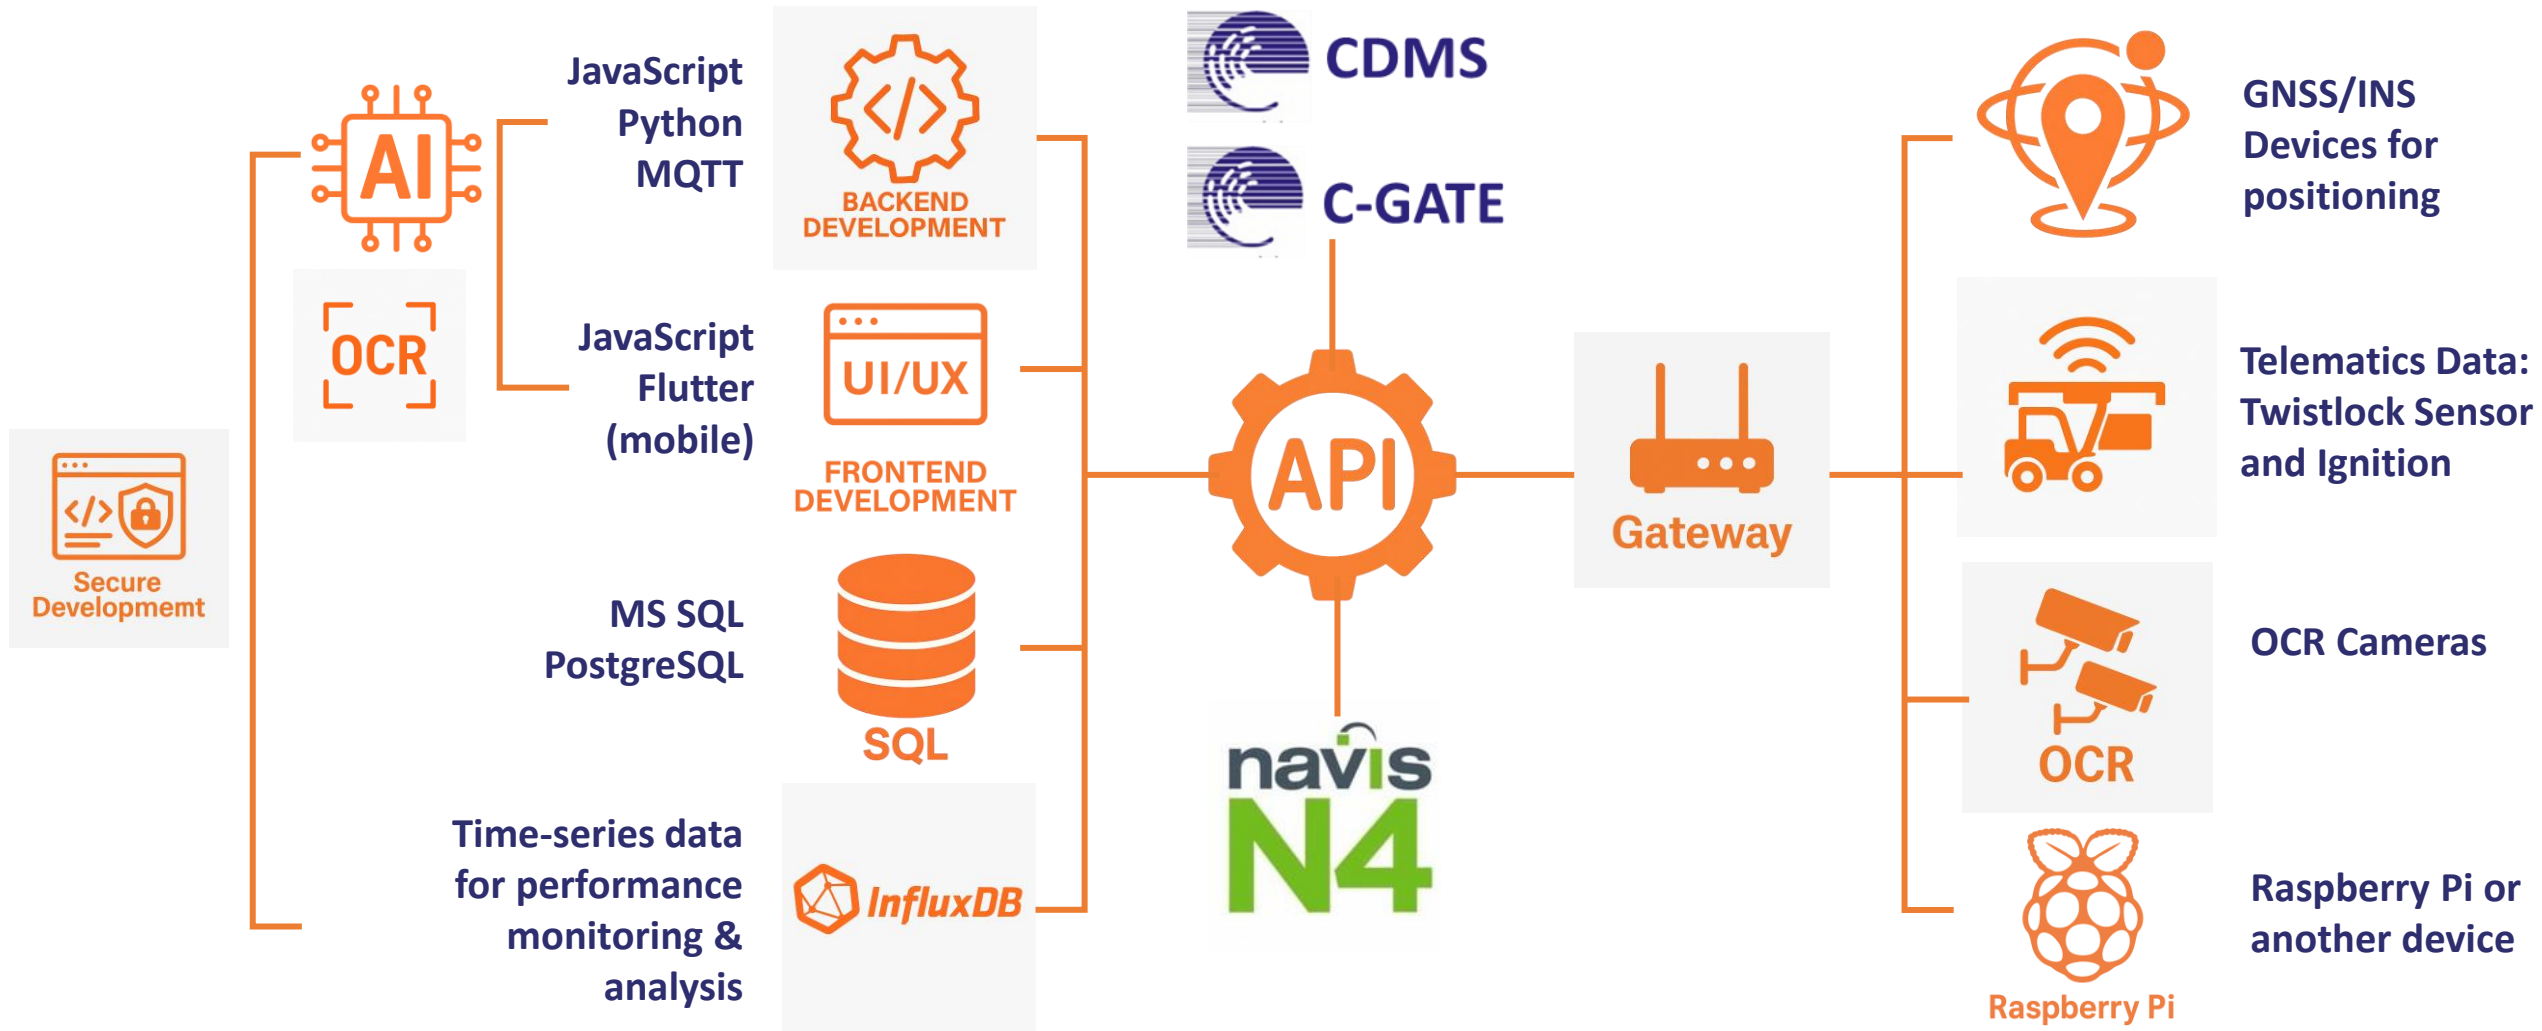 Secure
Developmemt
AI
OCR
JavaScript
Python
MQTT
</>
BACKEND
DEVELOPMENT
JavaScript
Flutter
(mobile)
UI/UX
FRONTEND
DEVELOPMENT
MS SQL
PostgreSQL
SQL
Time-series data
for performance
monitoring &
analysis
InfluxDB
CDMS
C-GATE
API
navis
N4
Gateway
GNSS/INS
Devices for
positioning
Telematics Data:
Twistlock Sensor
and Ignition
OCR
OCR Cameras
Raspberry Pi
Raspberry Pi or
another device